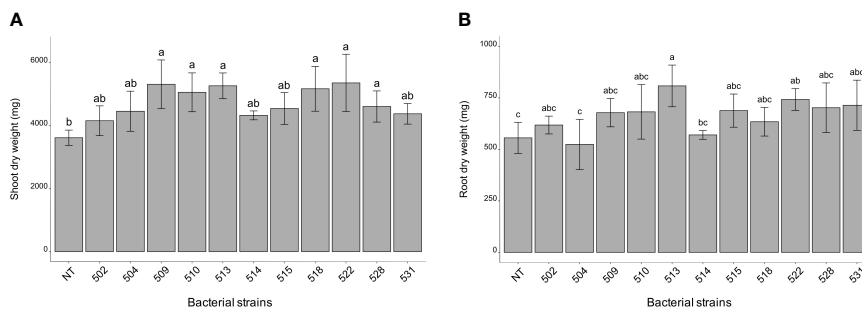 A
Shoot dry weight (mg)
6000
4000
2000
0
b ab ab a a a ab ab a a a ab
NT 502 504 509 510 513 514 515 518 522 528 531
Bacterial strains
B
Root dry weight (mg)
1000
750
500
250
0
c abc c abc abc a bc abc abc ab abc abc
NT 502 504 509 510 513 514 515 518 522 528 531
Bacterial strains